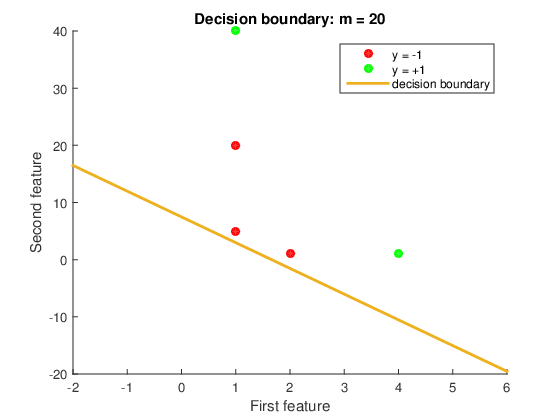 Decision boundary: m = 20
y = -1
y = +1
decision boundary
Second feature
40
30
20
10
0
-10
-20
-2
-1
0
1
2
3
4
5
6
First feature